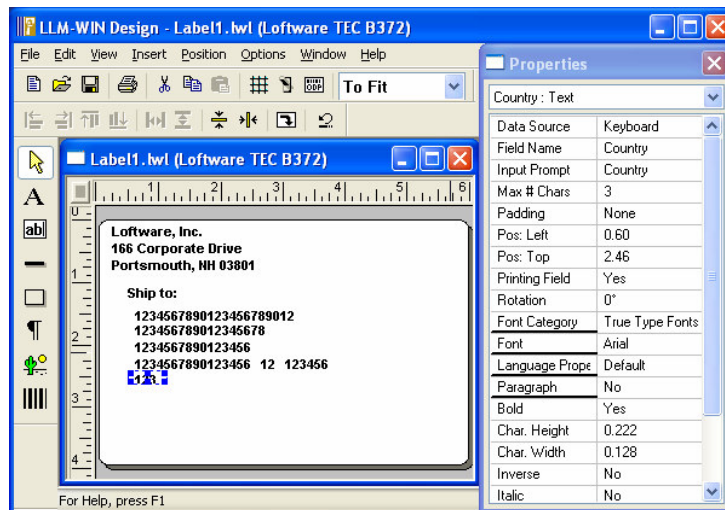 LLM-WIN Design - Label1.lwl (Loftware TEC B372)
File Edit View Insert Position Options Window Help
To Fit
Label1.lwl (Loftware TEC B372)
1 2 3 4 5 6
0
1
2
3
4
Loftware, Inc.
166 Corporate Drive
Portsmouth, NH 03801
Ship to:
1234567890123456789012
123456789012345678
1234567890123456
1234567890123456 12 123456
123
For Help, press F1
Properties
Country : Text
Data Source Keyboard
Field Name Country
Input Prompt Country
Max # Chars 3
Padding None
Pos: Left 0.60
Pos: Top 2.46
Printing Field Yes
Rotation 0°
Font Category True Type Fonts
Font Arial
Language Prope Default
Paragraph No
Bold Yes
Char. Height 0.222
Char. Width 0.128
Inverse No
Italic No